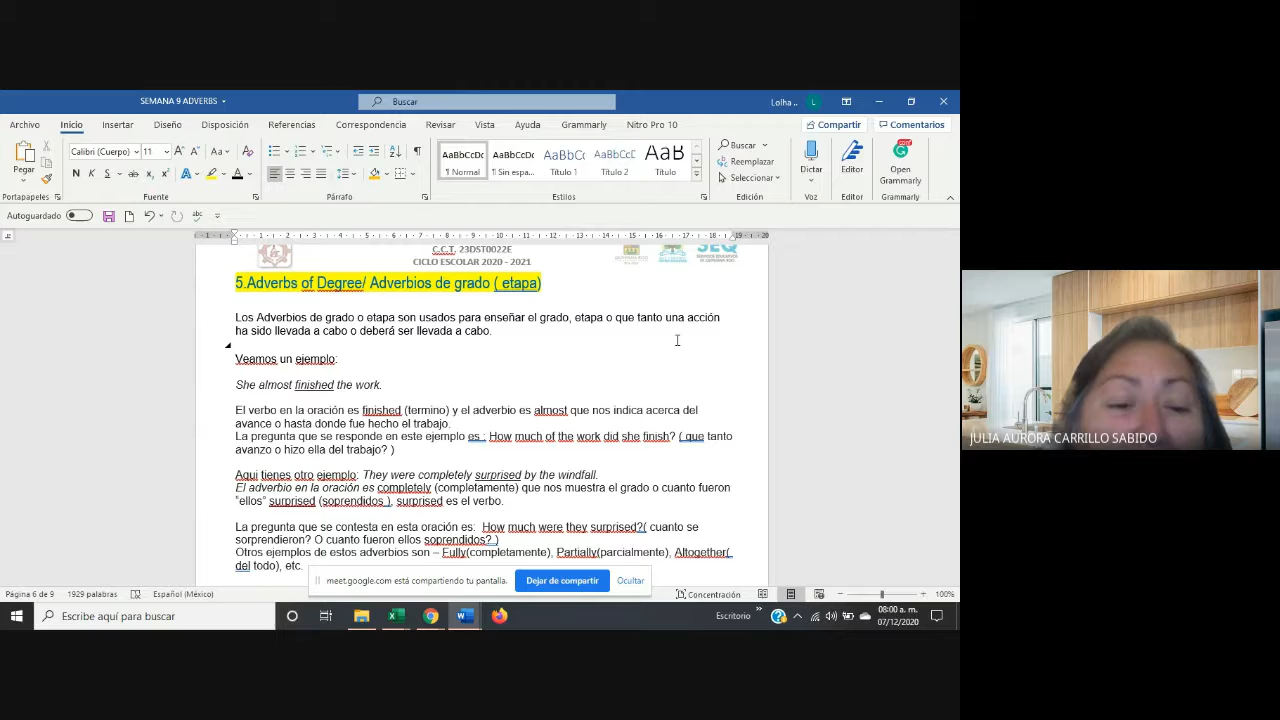 SEMANA 9 ADVERBS
Buscar
Lolha ..
L
Archivo Inicio Insertar Diseño Disposición Referencias Correspondencia Revisar Vista Ayuda Grammarly Nitro Pro 10 Compartir Comentarios
Pegar
Calibri (Cuerpo) 11
N K S
AaBbCcDc AaBbCcDc AaBbCc AaBbCcD AaB
¶ Normal ¶ Sin espa... Título 1 Título 2 Título
Buscar
Reemplazar
Seleccionar
Dictar
Editor
Open
Grammarly
Portapapeles Fuente Párrafo Estilos Edición Voz Editor Grammarly
Autoguardado
C.C.T. 23DST0022E
CICLO ESCOLAR 2020 - 2021
SEQ
5.Adverbs of Degree/ Adverbios de grado ( etapa)
Los Adverbios de grado o etapa son usados para enseñar el grado, etapa o que tanto una acción
ha sido llevada a cabo o deberá ser llevada a cabo.
Veamos un ejemplo:
She almost finished the work.
El verbo en la oración es finished (termino) y el adverbio es almost que nos indica acerca del
avance o hasta donde fue hecho el trabajo.
La pregunta que se responde en este ejemplo es : How much of the work did she finish? ( que tanto
avanzo o hizo ella del trabajo? )
Aqui tienes otro ejemplo: They were completely surprised by the windfall.
El adverbio en la oración es completely (completamente) que nos muestra el grado o cuanto fueron
"ellos" surprised (soprendidos ), surprised es el verbo.
La pregunta que se contesta en esta oración es: How much were they surprised?( cuanto se
sorprendieron? O cuanto fueron ellos soprendidos? )
Otros ejemplos de estos adverbios son – Fully(completamente), Partially(parcialmente), Altogether(
del todo), etc.
meet.google.com está compartiendo tu pantalla.
Dejar de compartir
Ocultar
Página 6 de 9 1929 palabras Español (México) Concentración 100%
Escribe aquí para buscar
Escritorio
08:00 a. m.
07/12/2020
JULIA AURORA CARRILLO SABIDO